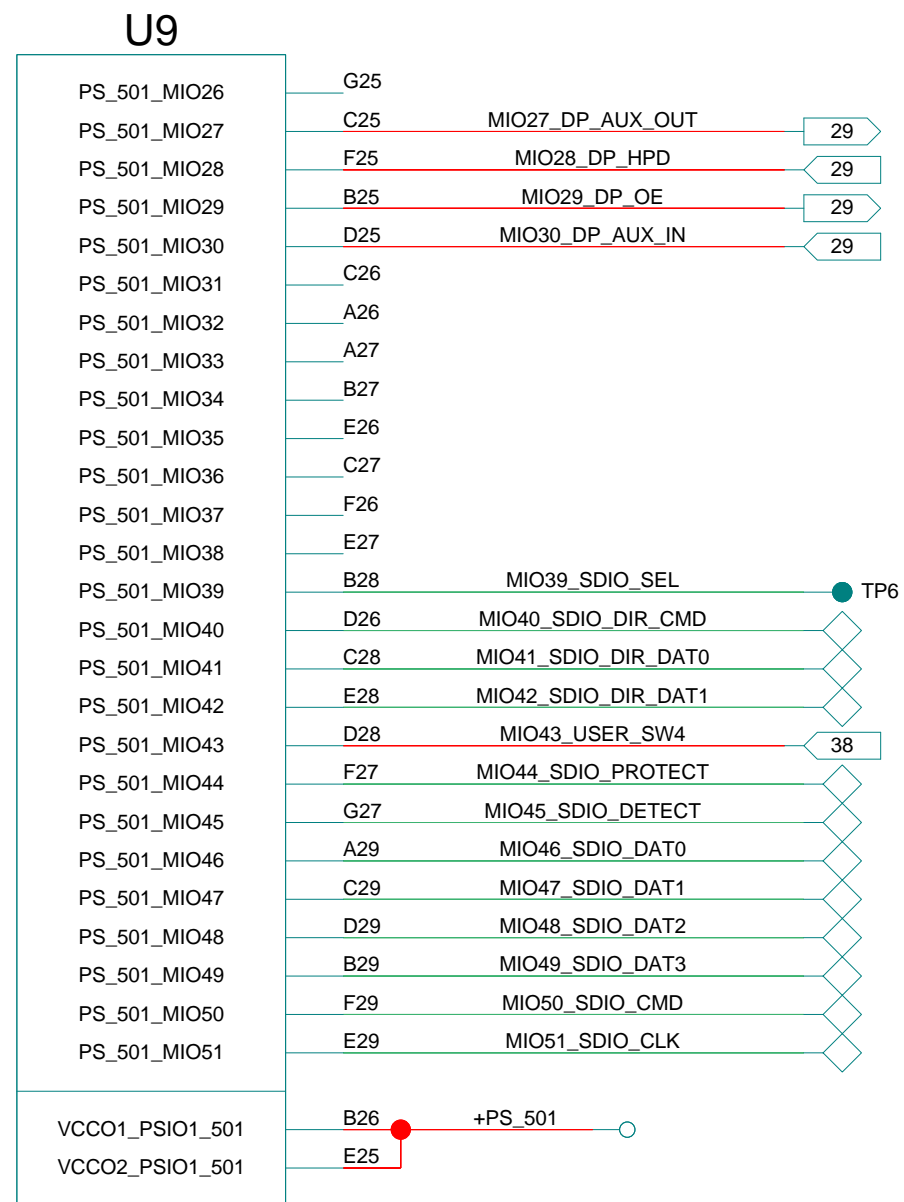 U9
PS_501_MIO26 G25
PS_501_MIO27 C25 MIO27_DP_AUX_OUT 29
PS_501_MIO28 F25 MIO28_DP_HPD 29
PS_501_MIO29 B25 MIO29_DP_OE 29
PS_501_MIO30 D25 MIO30_DP_AUX_IN 29
PS_501_MIO31 C26
PS_501_MIO32 A26
PS_501_MIO33 A27
PS_501_MIO34 B27
PS_501_MIO35 E26
PS_501_MIO36 C27
PS_501_MIO37 F26
PS_501_MIO38 E27
PS_501_MIO39 B28 MIO39_SDIO_SEL TP6
PS_501_MIO40 D26 MIO40_SDIO_DIR_CMD
PS_501_MIO41 C28 MIO41_SDIO_DIR_DAT0
PS_501_MIO42 E28 MIO42_SDIO_DIR_DAT1
PS_501_MIO43 D28 MIO43_USER_SW4 38
PS_501_MIO44 F27 MIO44_SDIO_PROTECT
PS_501_MIO45 G27 MIO45_SDIO_DETECT
PS_501_MIO46 A29 MIO46_SDIO_DAT0
PS_501_MIO47 C29 MIO47_SDIO_DAT1
PS_501_MIO48 D29 MIO48_SDIO_DAT2
PS_501_MIO49 B29 MIO49_SDIO_DAT3
PS_501_MIO50 F29 MIO50_SDIO_CMD
PS_501_MIO51 E29 MIO51_SDIO_CLK
VCCO1_PSIO1_501 B26 +PS_501
VCCO2_PSIO1_501 E25